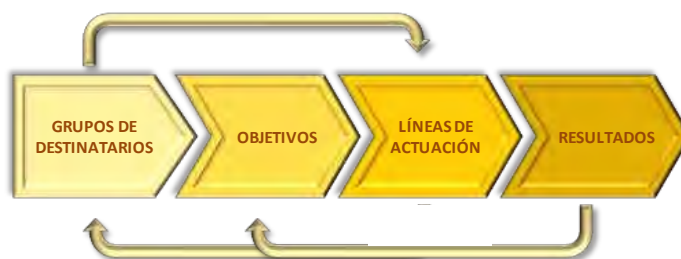 GRUPOS DE
DESTINATARIOS
OBJETIVOS
LÍNEAS DE
ACTUACIÓN
RESULTADOS